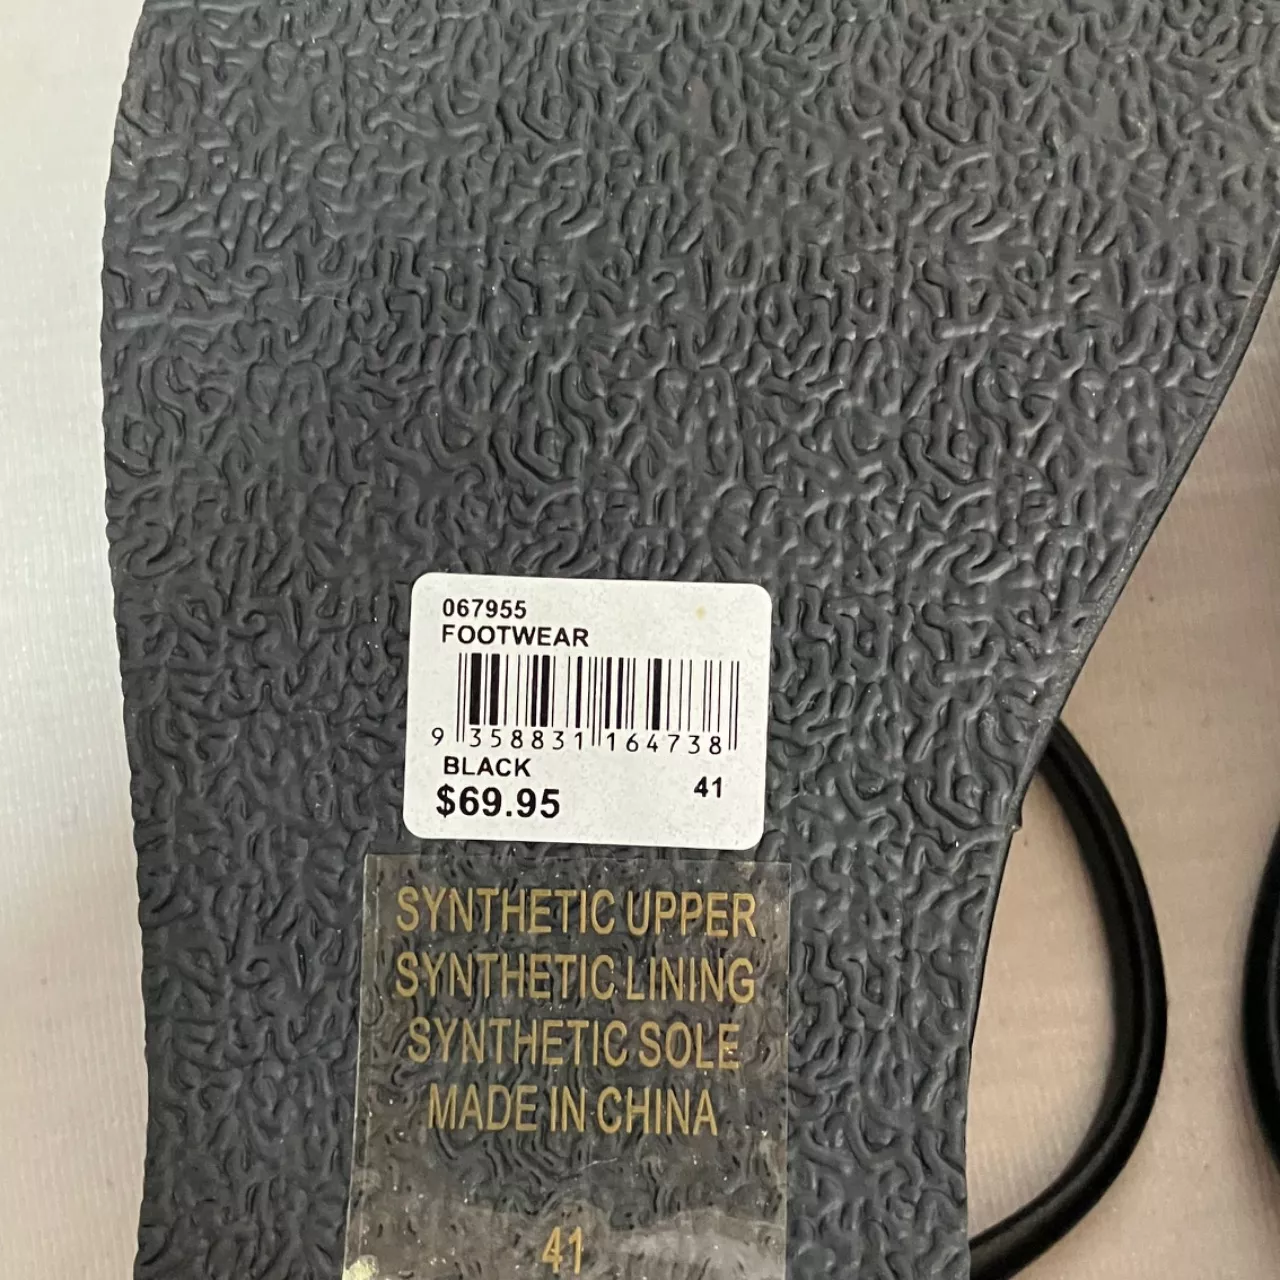 067955
FOOTWEAR
9 358831 164738
BLACK
41
$69.95
SYNTHETIC UPPER
SYNTHETIC LINING
SYNTHETIC SOLE
MADE IN CHINA
41